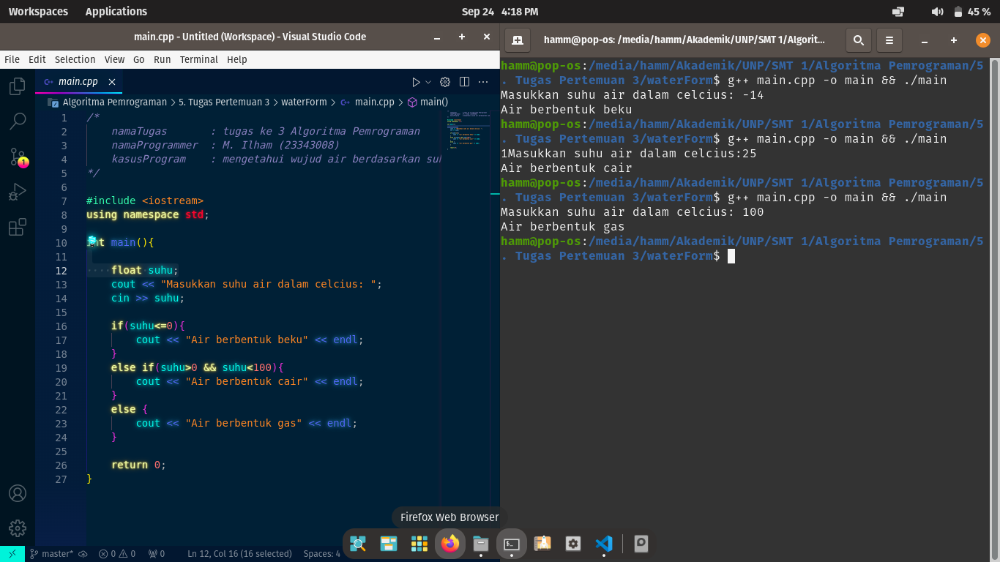 Workspaces Applications Sep 24 4:18 PM 45 %
main.cpp - Untitled (Workspace) - Visual Studio Code
File Edit Selection View Go Run Terminal Help
main.cpp
Algoritma Pemrograman > 5. Tugas Pertemuan 3 > waterForm > main.cpp > main()
1 /*
2 namaTugas : tugas ke 3 Algoritma Pemrograman
3 namaProgrammer : M. Ilham (23343008)
4 kasusProgram : mengetahui wujud air berdasarkan
5 */
6
7 #include <iostream>
8 using namespace std;
9
10 int main(){
11
12 ····float·suhu;
13 cout << "Masukkan suhu air dalam celcius: ";
14 cin >> suhu;
15
16 if(suhu<=0){
17 cout << "Air berbentuk beku" << endl;
18 }
19 else if(suhu>0 && suhu<100){
20 cout << "Air berbentuk cair" << endl;
21 }
22 else {
23 cout << "Air berbentuk gas" << endl;
24 }
25
26 return 0;
27 }
1
master* 0 0 0 Ln 12, Col 16 (16 selected) Spaces: 4
hamm@pop-os: /media/hamm/Akademik/UNP/SMT 1/Algorit...
hamm@pop-os:/media/hamm/Akademik/UNP/SMT 1/Algoritma Pemrograman/5
. Tugas Pertemuan 3/waterForm$ g++ main.cpp -o main && ./main
Masukkan suhu air dalam celcius: -14
Air berbentuk beku
hamm@pop-os:/media/hamm/Akademik/UNP/SMT 1/Algoritma Pemrograman/5
. Tugas Pertemuan 3/waterForm$ g++ main.cpp -o main && ./main
1Masukkan suhu air dalam celcius:25
Air berbentuk cair
hamm@pop-os:/media/hamm/Akademik/UNP/SMT 1/Algoritma Pemrograman/5
. Tugas Pertemuan 3/waterForm$ g++ main.cpp -o main && ./main
Masukkan suhu air dalam celcius: 100
Air berbentuk gas
hamm@pop-os:/media/hamm/Akademik/UNP/SMT 1/Algoritma Pemrograman/5
. Tugas Pertemuan 3/waterForm$
Firefox Web Browser